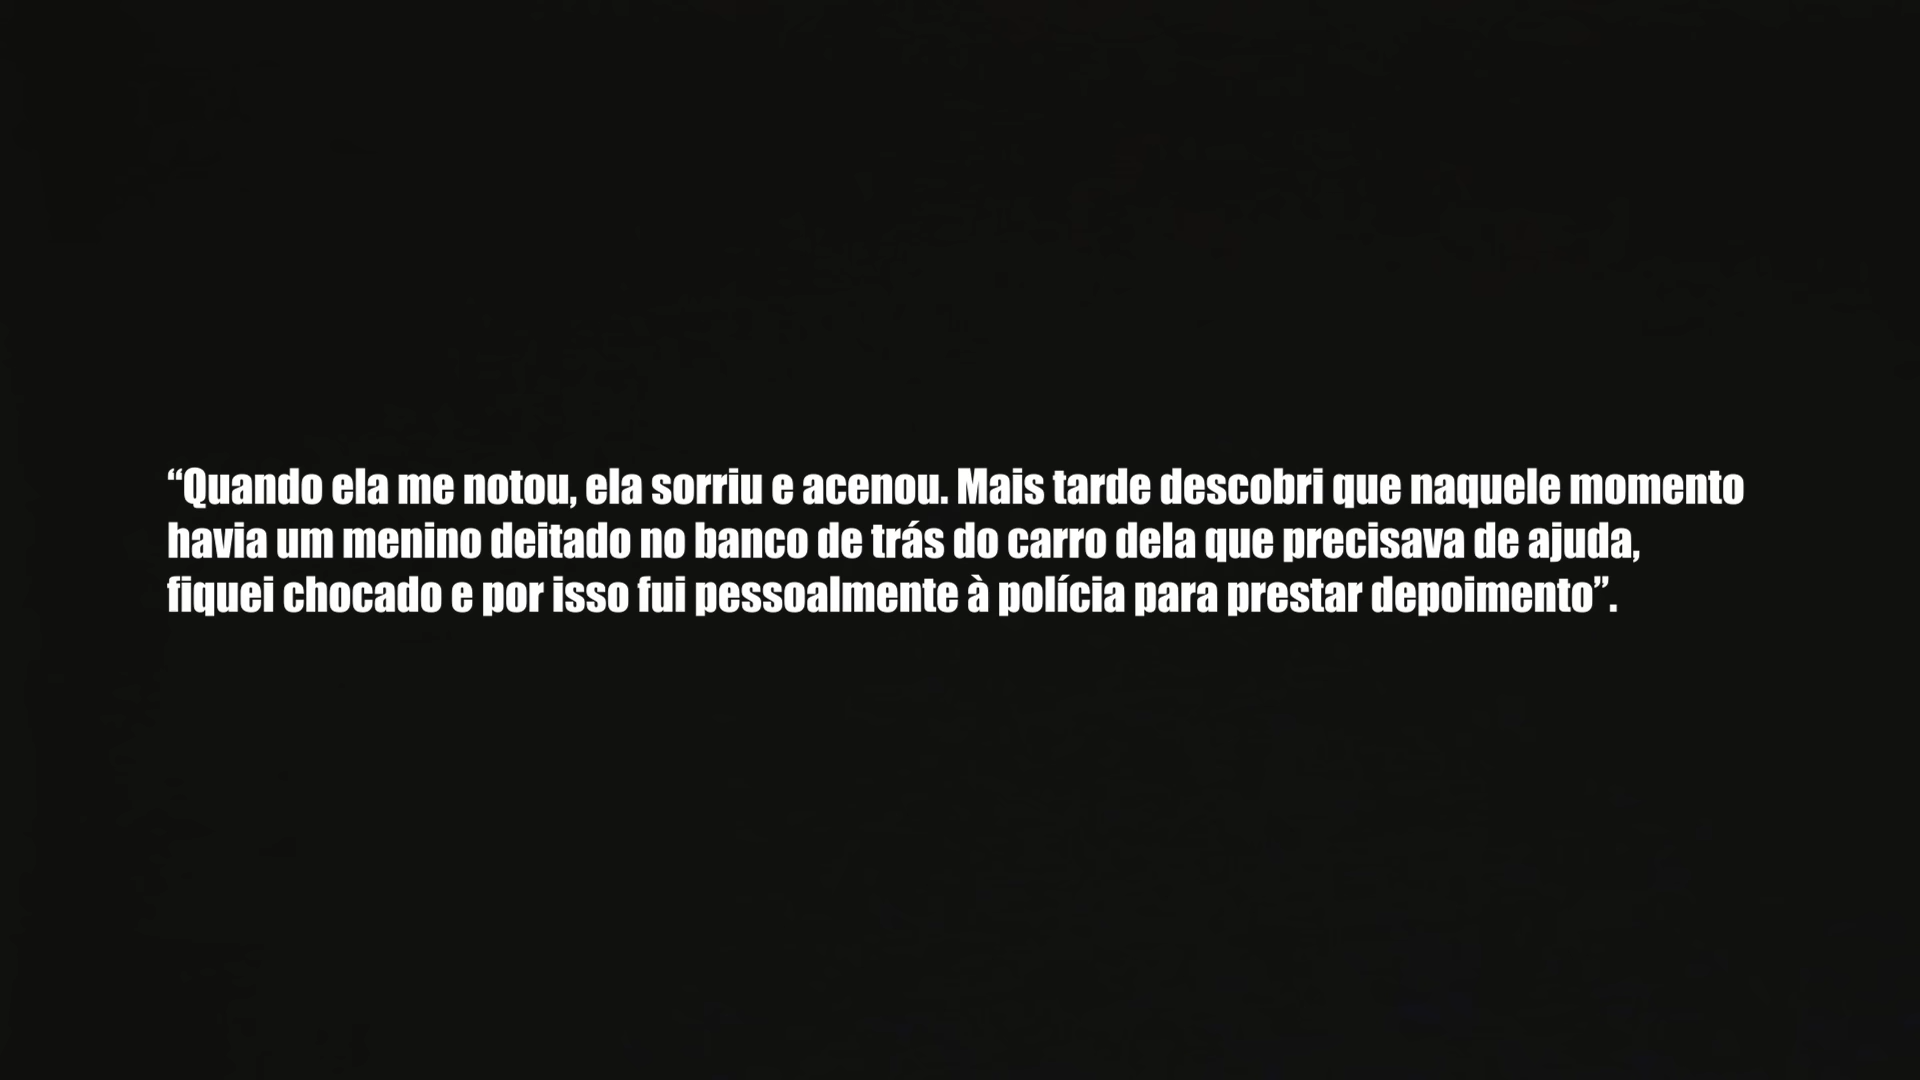 “Quando ela me notou, ela sorriu e acenou. Mais tarde descobri que naquele momento
havia um menino deitado no banco de trás do carro dela que precisava de ajuda,
fiquei chocado e por isso fui pessoalmente à polícia para prestar depoimento”.